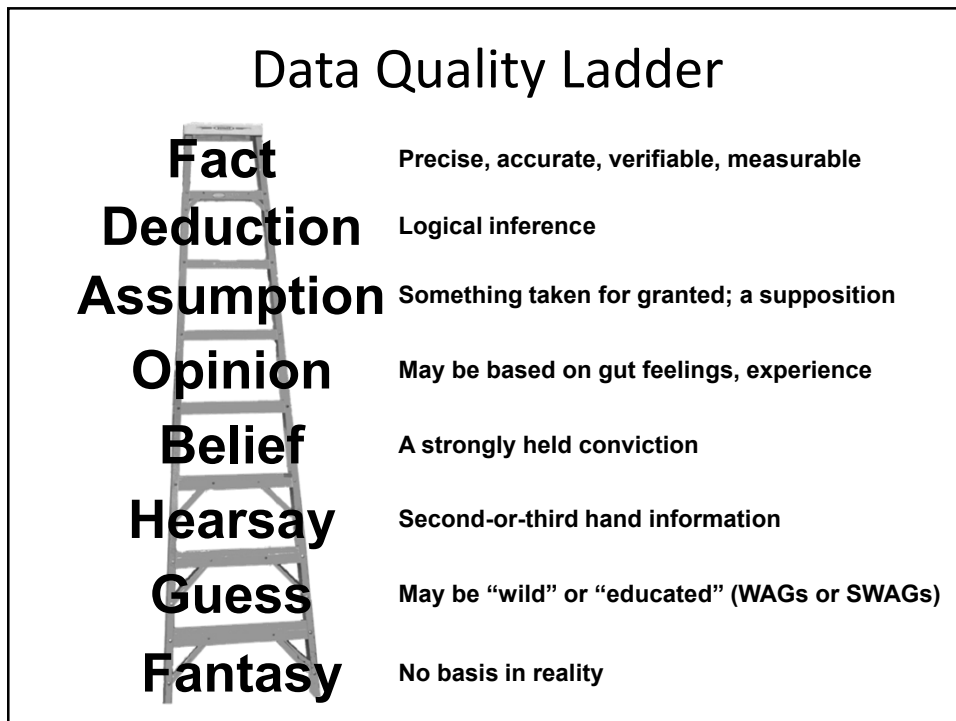 Data Quality Ladder
Fact Precise, accurate, verifiable, measurable
Deduction Logical inference
Assumption Something taken for granted; a supposition
Opinion May be based on gut feelings, experience
Belief A strongly held conviction
Hearsay Second-or-third hand information
Guess May be “wild” or “educated” (WAGs or SWAGs)
Fantasy No basis in reality